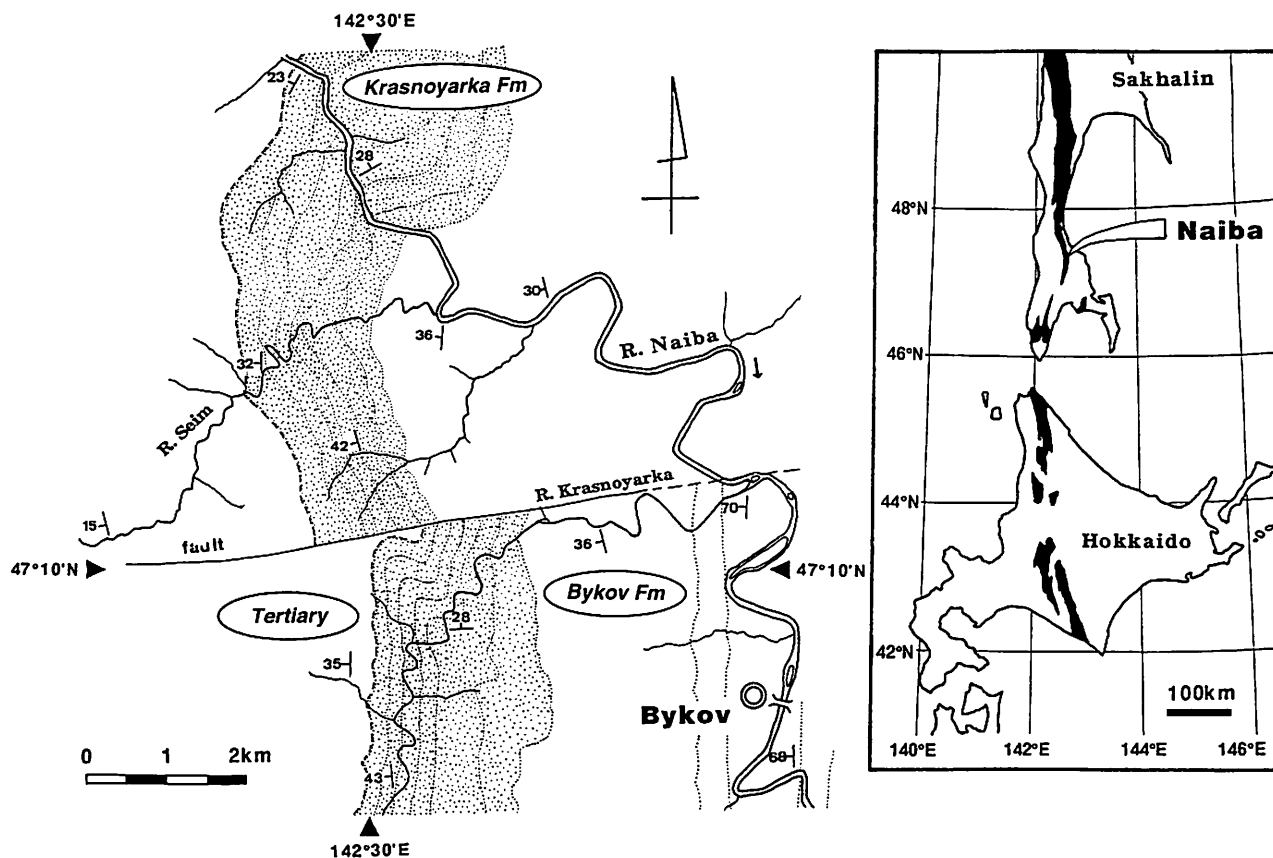 142°30'E
23
Krasnoyarka Fm
28
30
36
R. Naiba
32
R. Seim
42
R. Krasnoyarka
70
15
fault
36
47°10'N
47°10'N
Bykov Fm
Tertiary
28
35
Bykov
0 1 2km
43
68
142°30'E
Sakhalin
48°N
Naiba
46°N
44°N
Hokkaido
42°N
100km
140°E 142°E 144°E 146°E